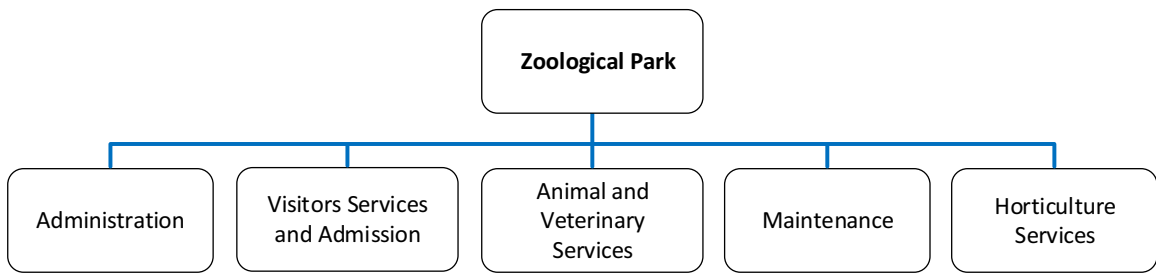 Zoological Park
Administration
Visitors Services
and Admission
Animal and
Veterinary
Services
Maintenance
Horticulture
Services